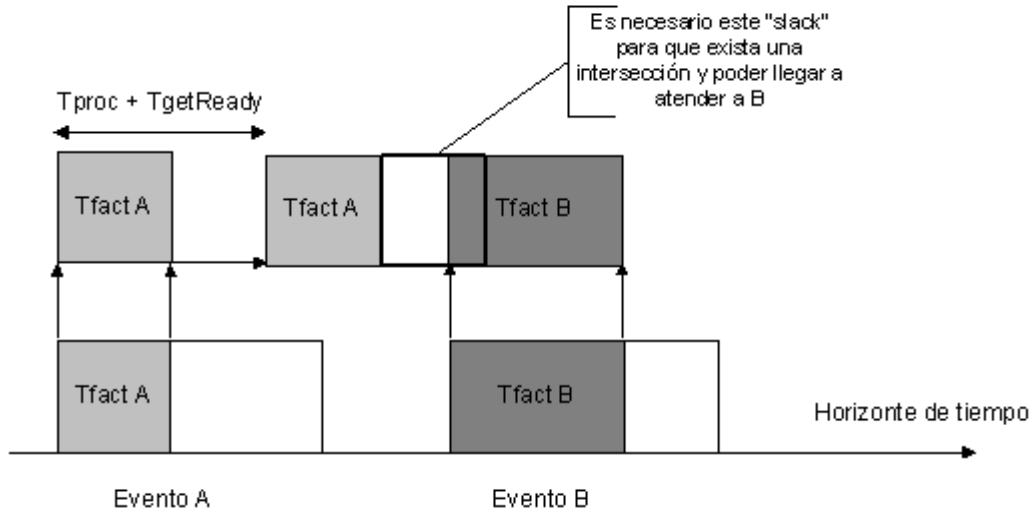 Es necesario este "slack"
para que exista una
intersección y poder llegar a
atender a B
Tproc + TgetReady
Tfact A
Tfact A
Tfact B
Tfact A
Tfact B
Horizonte de tiempo
Evento A
Evento B